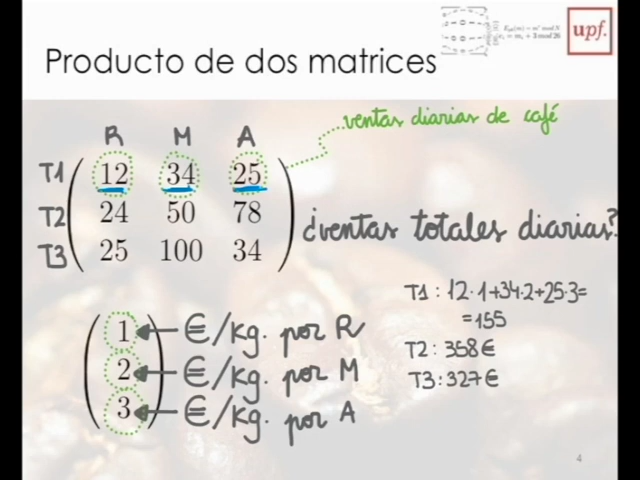 upf.
Producto de dos matrices
ventas diarias de café
R M A
T1 12 34 25
T2 24 50 78
T3 25 100 34
¿ventas totales diarias?
1 ← €/kg. por R
2 ← €/kg. por M
3 ← €/kg. por A
T1 : 12·1+34·2+25·3=
=155
T2 : 358€
T3 : 327€
4